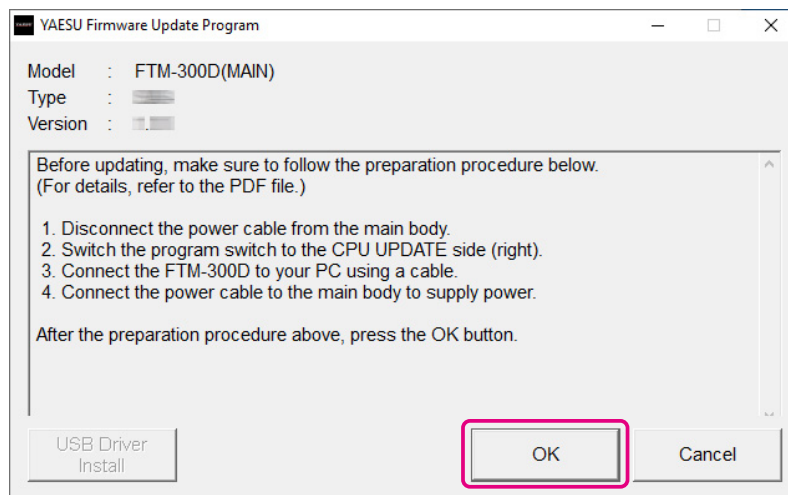 YAESU Firmware Update Program
Model : FTM-300D(MAIN)
Type :
Version :
Before updating, make sure to follow the preparation procedure below.
(For details, refer to the PDF file.)
1. Disconnect the power cable from the main body.
2. Switch the program switch to the CPU UPDATE side (right).
3. Connect the FTM-300D to your PC using a cable.
4. Connect the power cable to the main body to supply power.
After the preparation procedure above, press the OK button.
USB Driver
Install
OK
Cancel